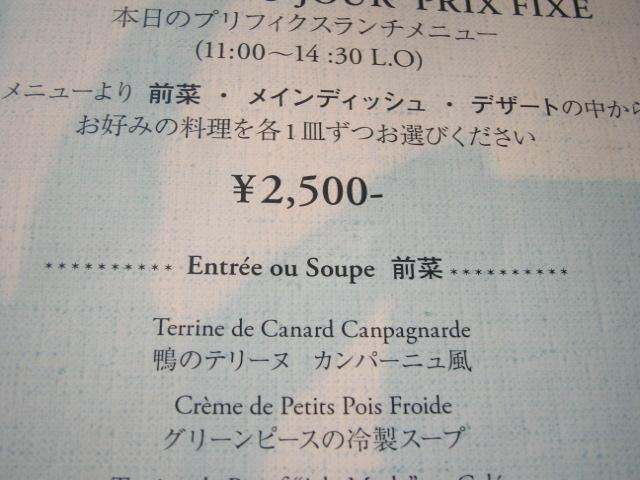 JOUR PRIX FIXE
本日のプリフィクスランチメニュー
(11:00～14 :30 L.O)
メニューより 前菜 ・ メインディッシュ ・ デザートの中から
お好みの料理を各1皿ずつお選びください
¥2,500-
********** Entrée ou Soupe 前菜 **********
Terrine de Canard Canpagnarde
鴨のテリーヌ カンパーニュ風
Crème de Petits Pois Froide
グリーンピースの冷製スープ